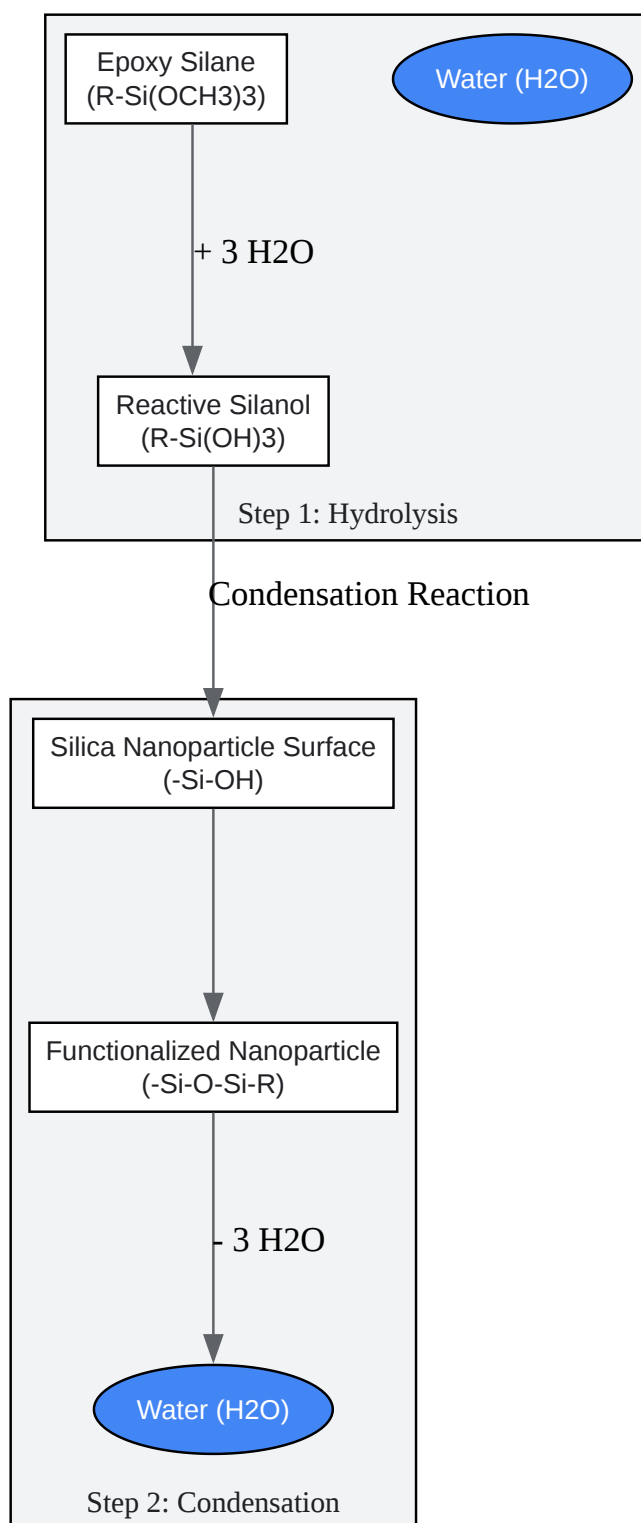 Epoxy Silane
(R-Si(OCH3)3)
Water (H2O)
+ 3 H2O
Reactive Silanol
(R-Si(OH)3)
Step 1: Hydrolysis
Condensation Reaction
Silica Nanoparticle Surface
(-Si-OH)
Functionalized Nanoparticle
(-Si-O-Si-R)
- 3 H2O
Water (H2O)
Step 2: Condensation